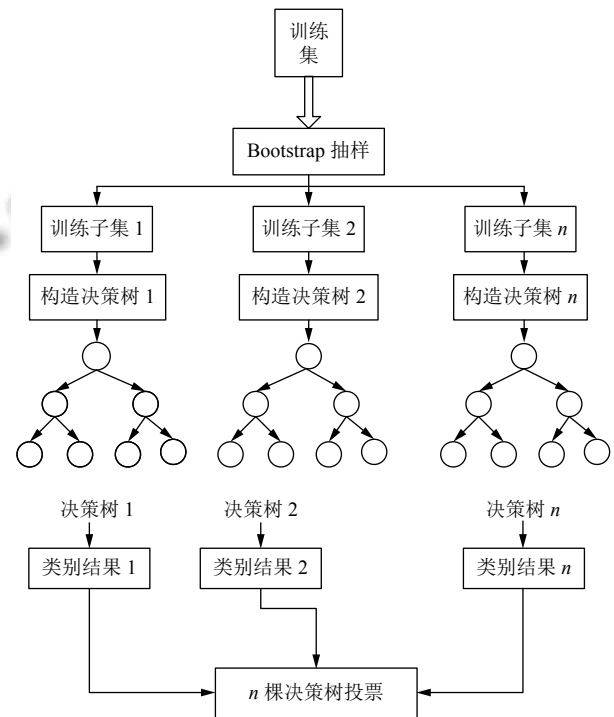 训练
集
Bootstrap 抽样
训练子集 1
训练子集 2
训练子集 n
构造决策树 1
构造决策树 2
构造决策树 n
决策树 1
决策树 2
决策树 n
类别结果 1
类别结果 2
类别结果 n
n 棵决策树投票